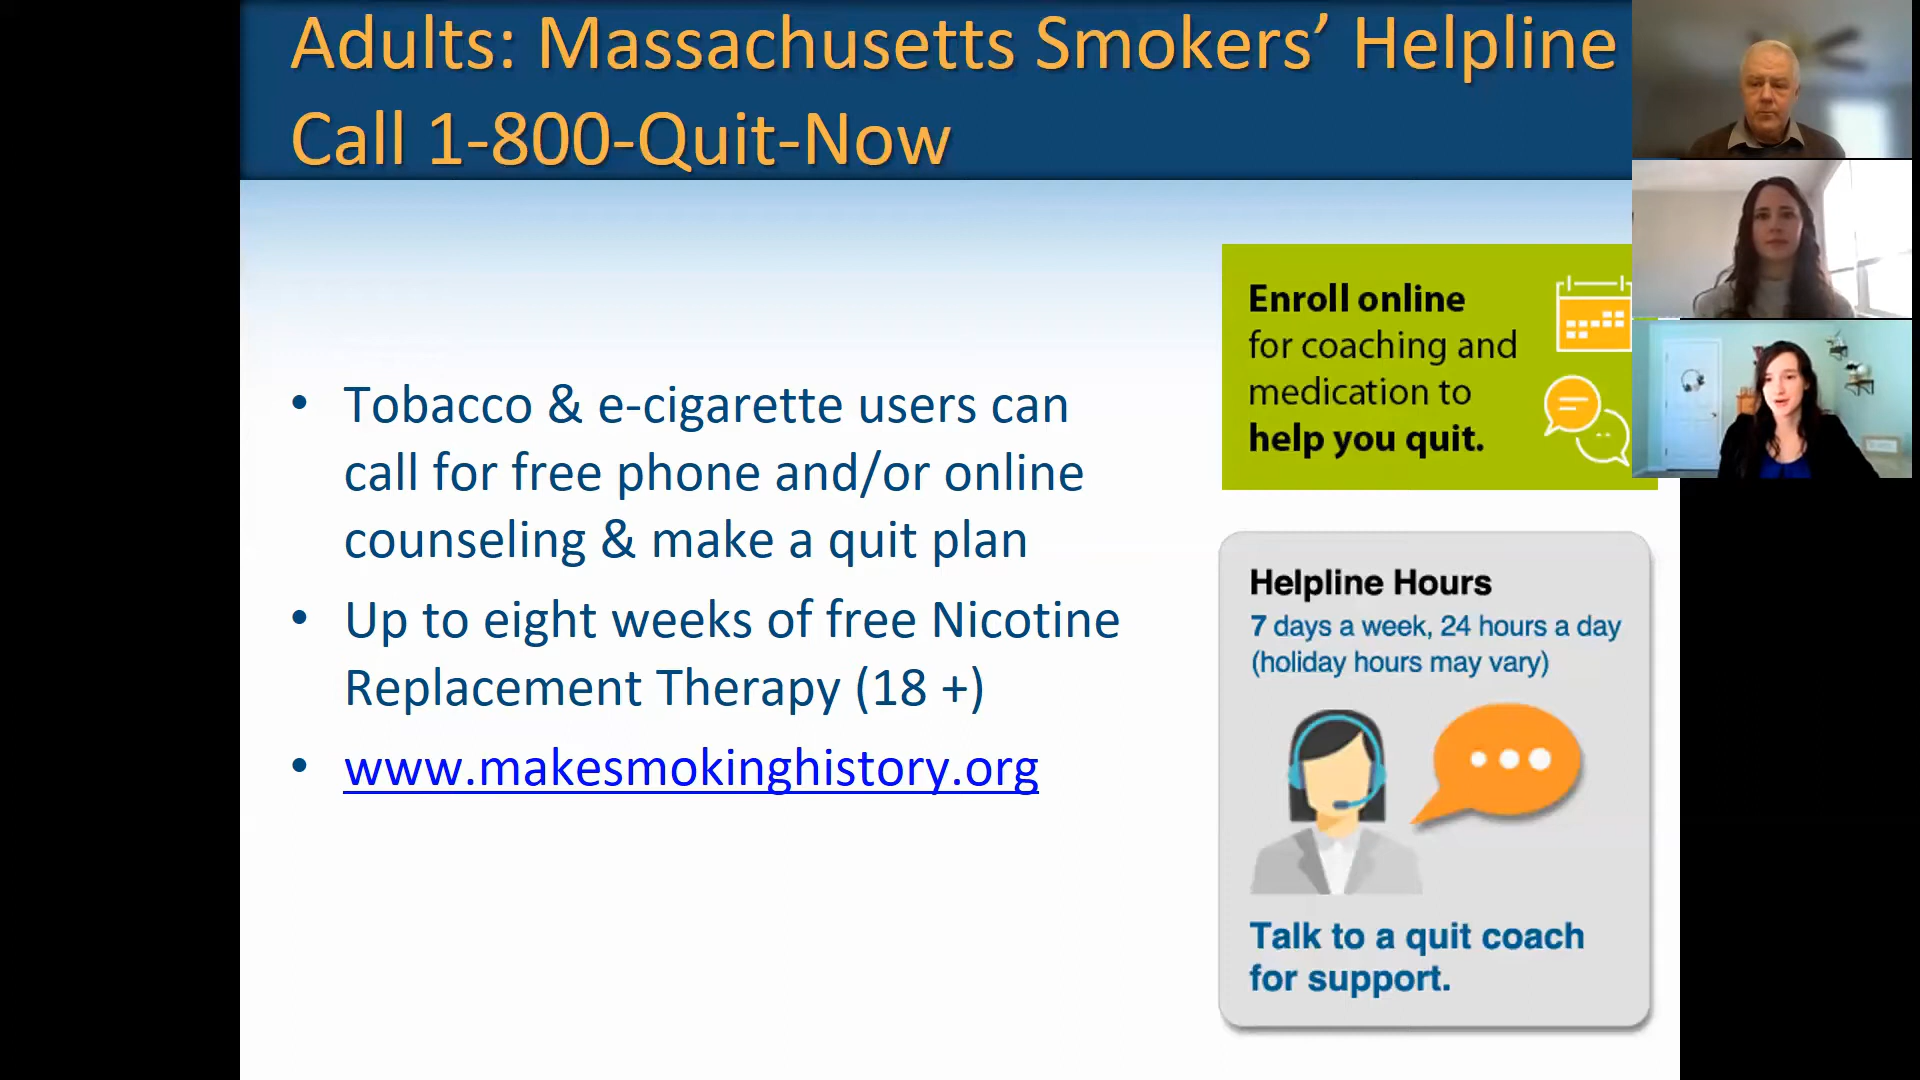 Adults: Massachusetts Smokers’ Helpline
Call 1-800-Quit-Now
• Tobacco & e-cigarette users can
call for free phone and/or online
counseling & make a quit plan
• Up to eight weeks of free Nicotine
Replacement Therapy (18 +)
• www.makesmokinghistory.org
Enroll online
for coaching and
medication to
help you quit.
Helpline Hours
7 days a week, 24 hours a day
(holiday hours may vary)
Talk to a quit coach
for support.